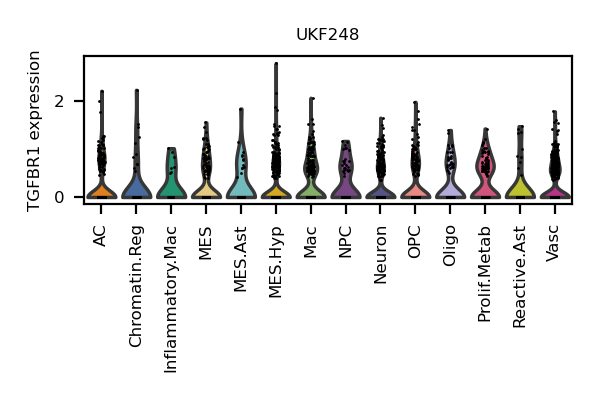 UKF248
TGFBR1 expression
2
0
AC
Chromatin.Reg
Inflammatory.Mac
MES
MES.Ast
MES.Hyp
Mac
NPC
Neuron
OPC
Oligo
Prolif.Metab
Reactive.Ast
Vasc